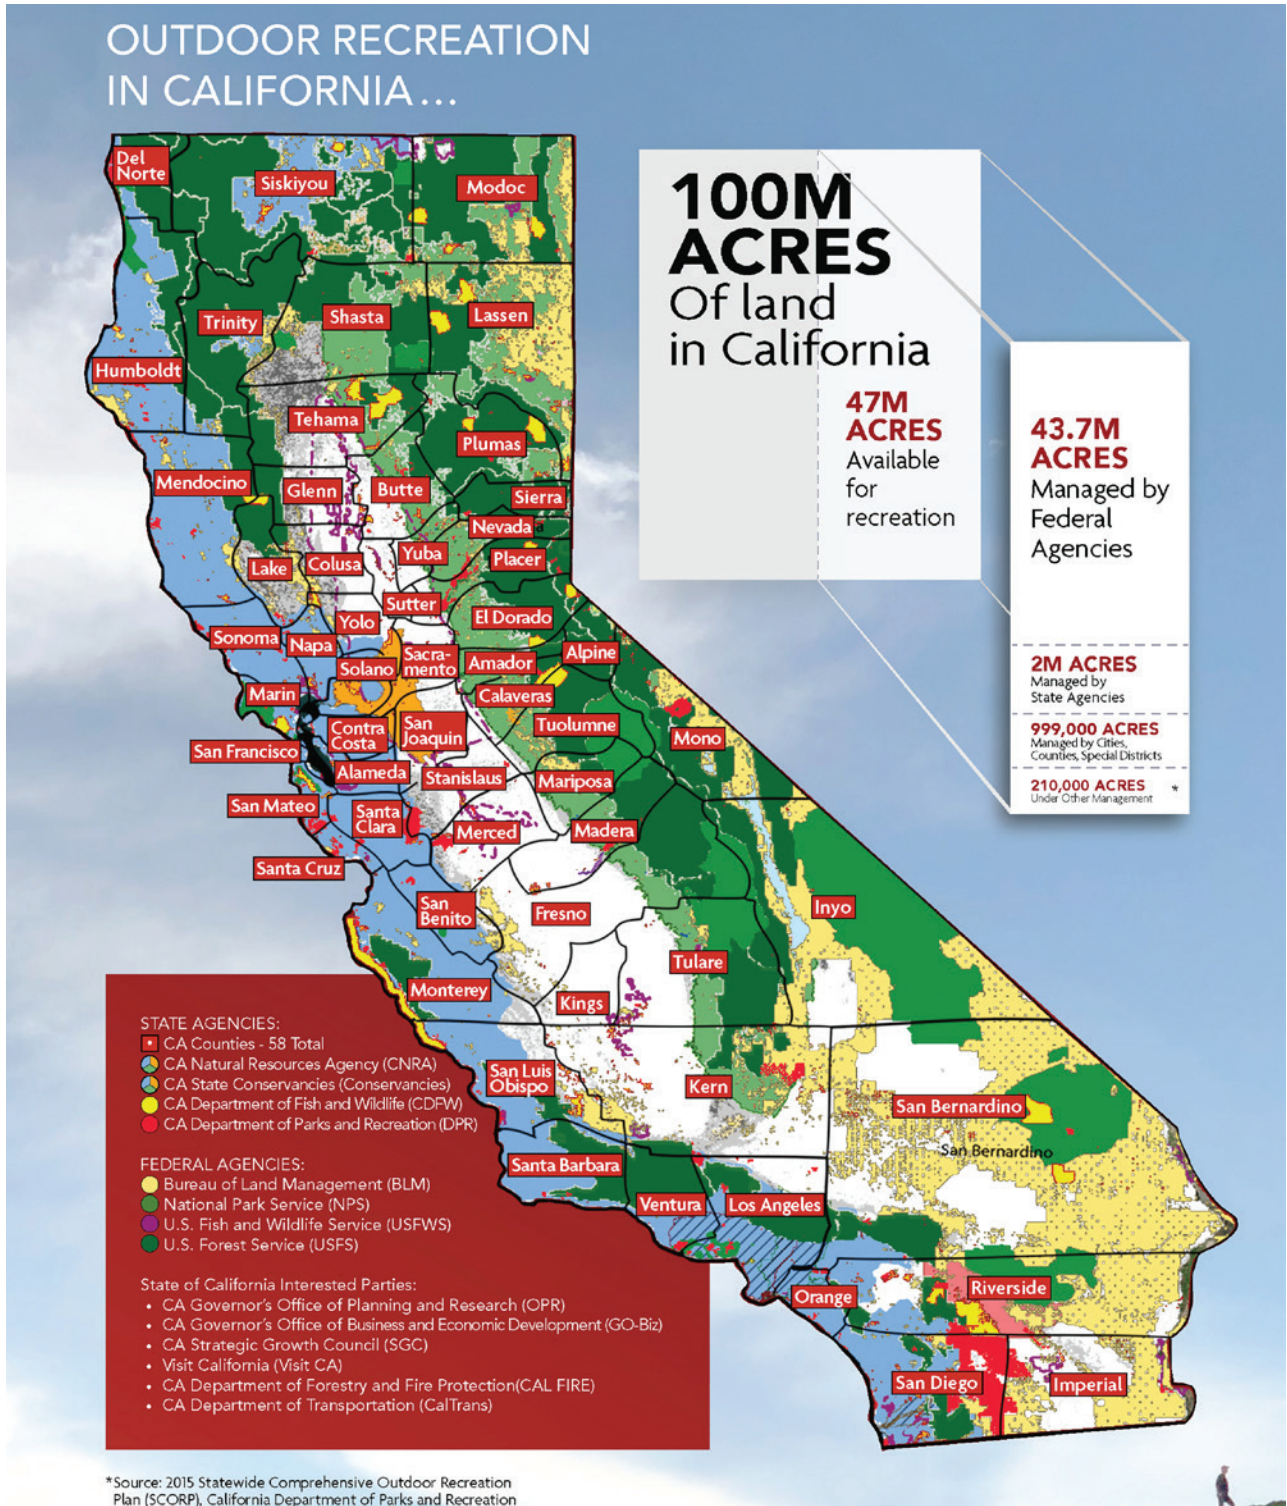 OUTDOOR RECREATION
IN CALIFORNIA...
100M
ACRES
Of land
in California
47M
ACRES
Available
for
recreation
43.7M
ACRES
Managed by
Federal
Agencies
2M ACRES
Managed by
State Agencies
999,000 ACRES
Managed by Cities,
Counties, Special Districts
210,000 ACRES *
Under Other Management
Del
Norte
Siskiyou
Modoc
Trinity
Shasta
Lassen
Humboldt
Tehama
Plumas
Mendocino
Glenn
Butte
Sierra
Nevada
Lake
Colusa
Yuba
Placer
Sutter
El Dorado
Yolo
Sonoma
Napa
Solano
Sacra-
mento
Amador
Alpine
Marin
Calaveras
Contra
Costa
San
Joaquin
Tuolumne
Mono
San Francisco
Alameda
Stanislaus
Mariposa
San Mateo
Santa
Clara
Merced
Madera
Santa Cruz
San
Benito
Fresno
Inyo
Tulare
Monterey
Kings
San Luis
Obispo
Kern
San Bernardino
San Bernardino
Santa Barbara
Ventura
Los Angeles
Orange
Riverside
San Diego
Imperial
STATE AGENCIES:
CA Counties - 58 Total
CA Natural Resources Agency (CNRA)
CA State Conservancies (Conservancies)
CA Department of Fish and Wildlife (CDFW)
CA Department of Parks and Recreation (DPR)
FEDERAL AGENCIES:
Bureau of Land Management (BLM)
National Park Service (NPS)
U.S. Fish and Wildlife Service (USFWS)
U.S. Forest Service (USFS)
State of California Interested Parties:
• CA Governor's Office of Planning and Research (OPR)
• CA Governor's Office of Business and Economic Development (GO-Biz)
• CA Strategic Growth Council (SGC)
• Visit California (Visit CA)
• CA Department of Forestry and Fire Protection(CAL FIRE)
• CA Department of Transportation (CalTrans)
*Source: 2015 Statewide Comprehensive Outdoor Recreation
Plan (SCORP), California Department of Parks and Recreation